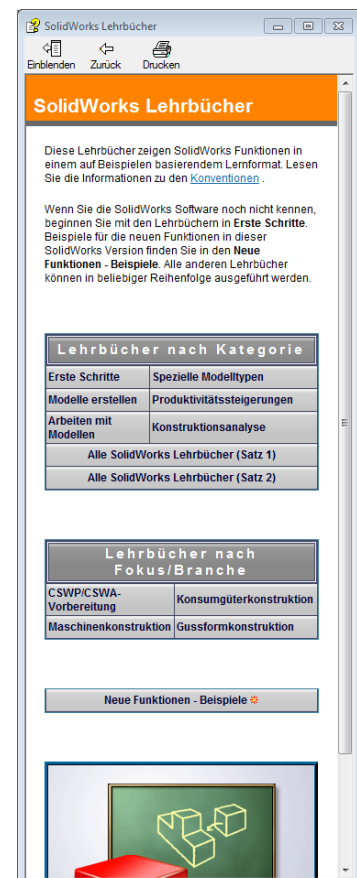 SolidWorks Lehrbücher
Einblenden Zurück Drucken
SolidWorks Lehrbücher
Diese Lehrbücher zeigen SolidWorks Funktionen in
einem auf Beispielen basierendem Lernformat. Lesen
Sie die Informationen zu den Konventionen .
Wenn Sie die SolidWorks Software noch nicht kennen,
beginnen Sie mit den Lehrbüchern in Erste Schritte.
Beispiele für die neuen Funktionen in dieser
SolidWorks Version finden Sie in den Neue
Funktionen - Beispiele. Alle anderen Lehrbücher
können in beliebiger Reihenfolge ausgeführt werden.
Lehrbücher nach Kategorie
Erste Schritte Spezielle Modelltypen
Modelle erstellen Produktivitätssteigerungen
Arbeiten mit
Modellen Konstruktionsanalyse
Alle SolidWorks Lehrbücher (Satz 1)
Alle SolidWorks Lehrbücher (Satz 2)
Lehrbücher nach
Fokus/Branche
CSWP/CSWA-
Vorbereitung Konsumgüterkonstruktion
Maschinenkonstruktion Gussformkonstruktion
Neue Funktionen - Beispiele